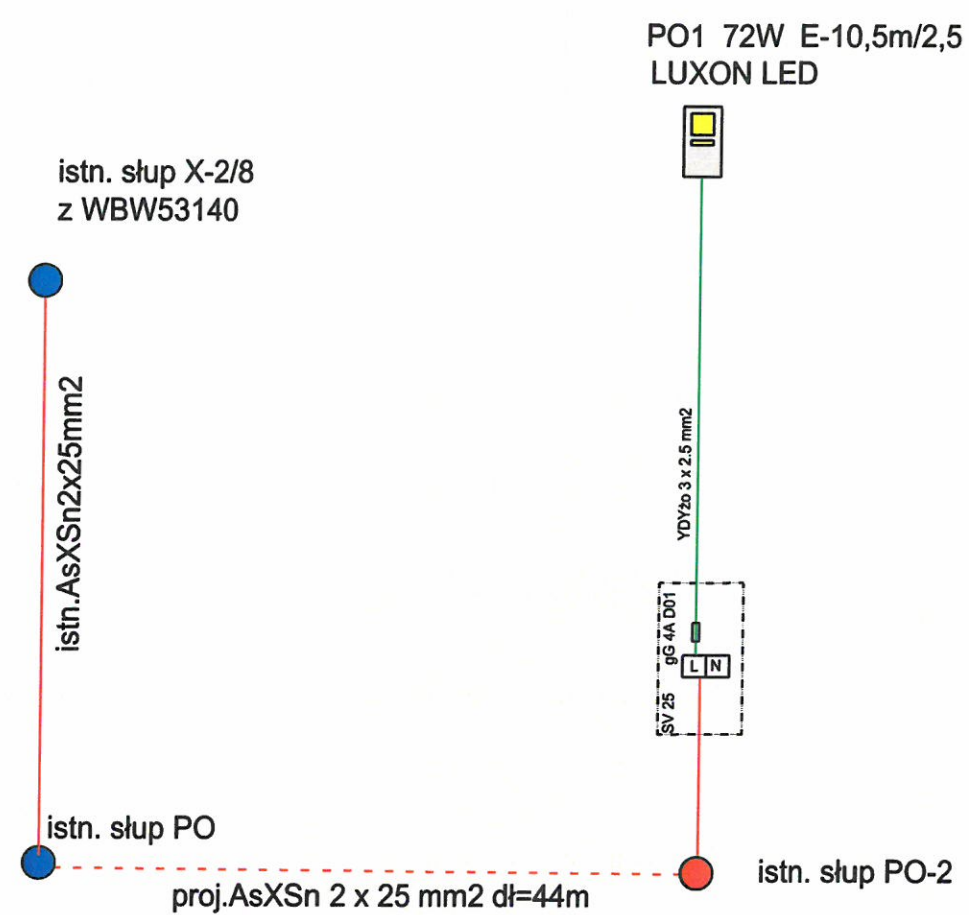 PO1 72W E-10,5m/2,5
LUXON LED
istn. słup X-2/8
z WBW53140
istn.AsXSn2x25mm2
YDYżo 3 x 2.5 mm2
gG 4A D01
L N
SV 25
istn. słup PO
proj.AsXSn 2 x 25 mm2 dł=44m
istn. słup PO-2